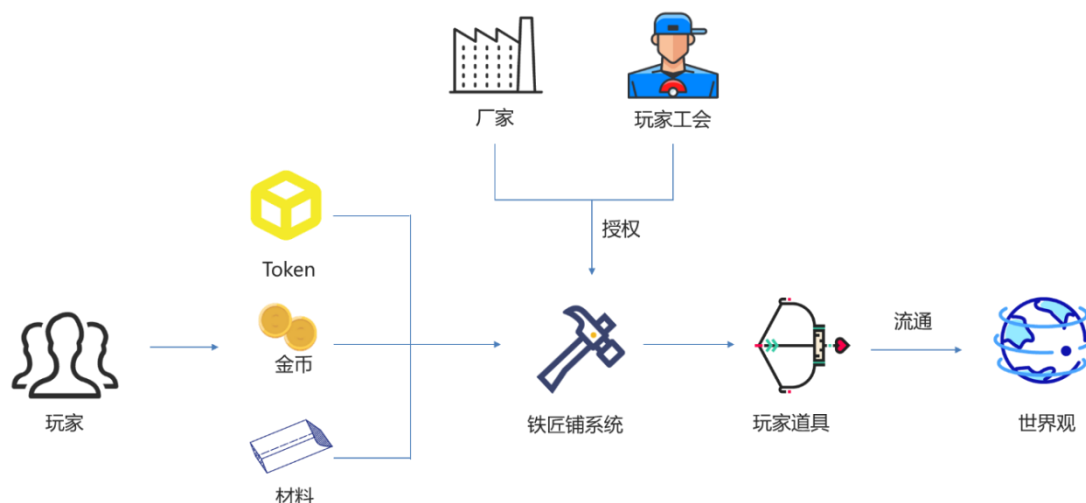 厂家
玩家工会
授权
Token
金币
流通
玩家
铁匠铺系统
玩家道具
世界观
材料